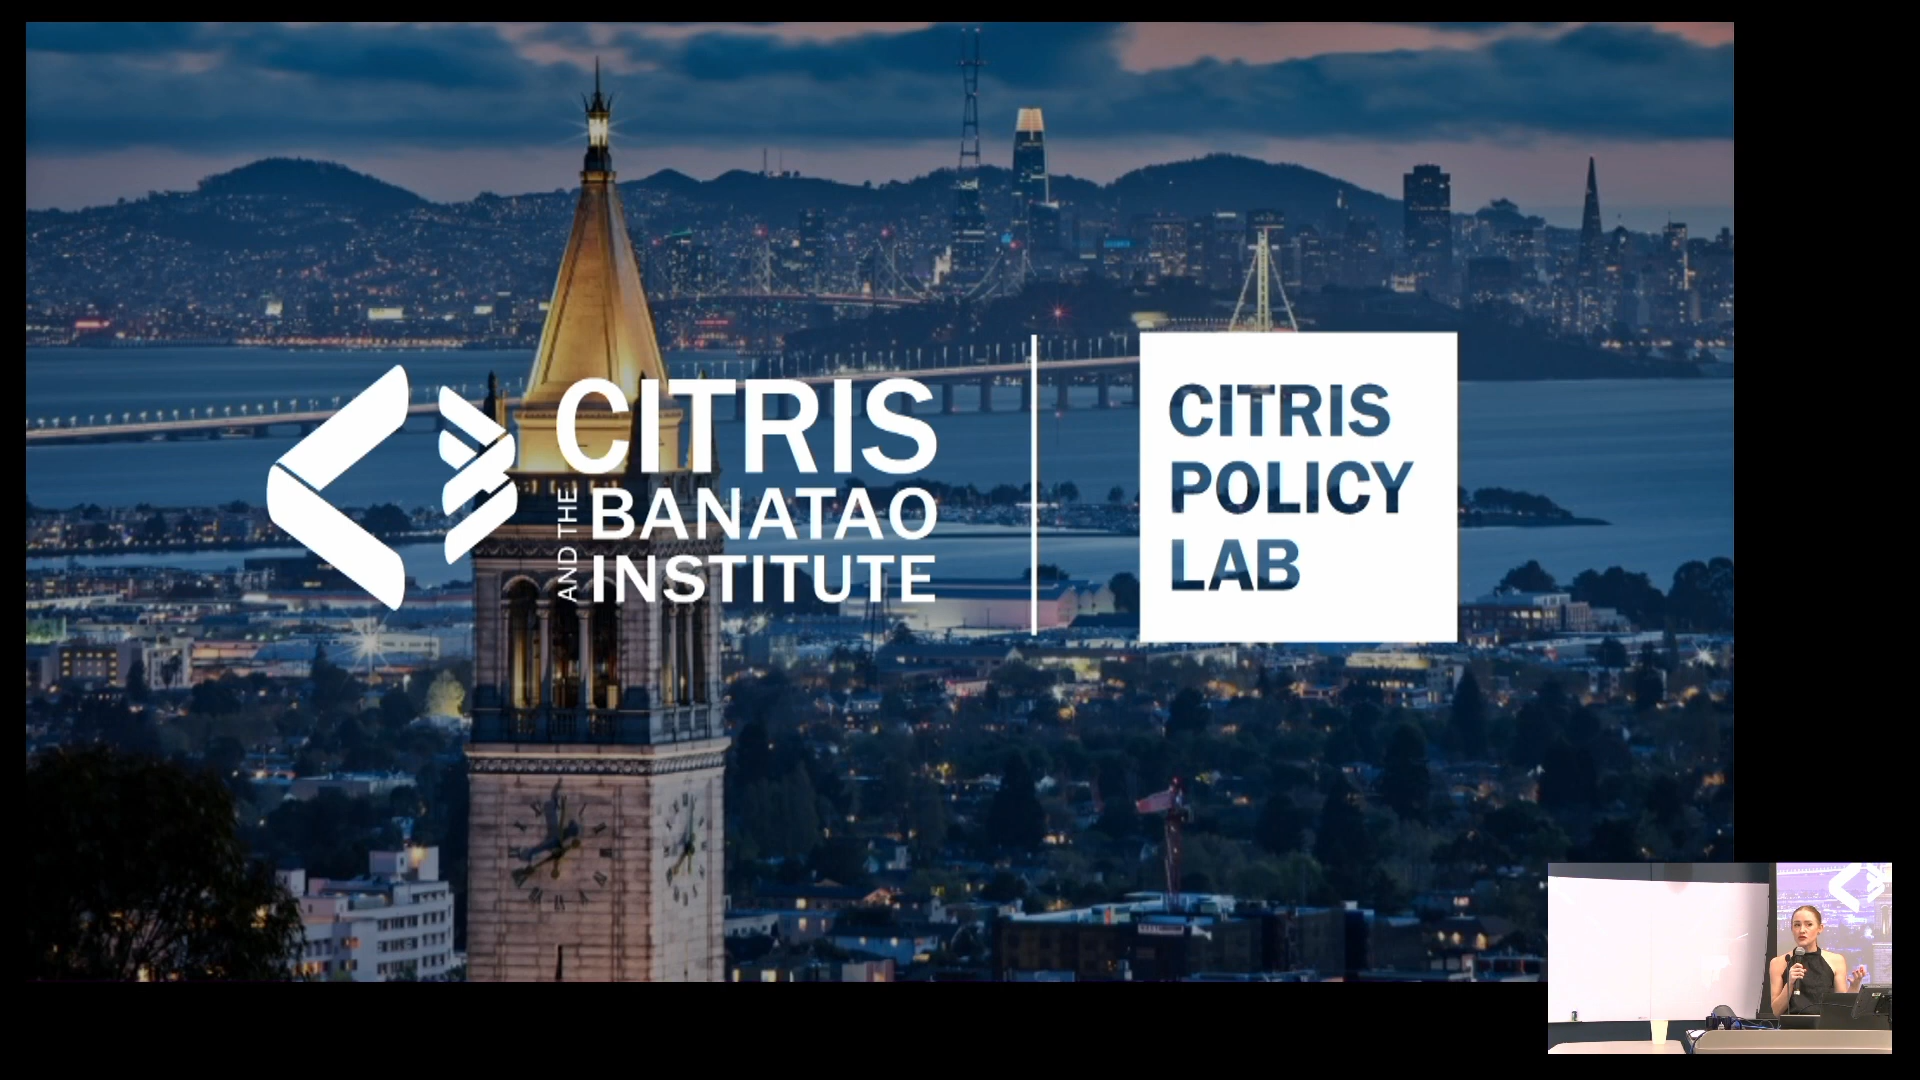 CITRIS
AND THE
BANATAO
INSTITUTE
CITRIS
POLICY
LAB